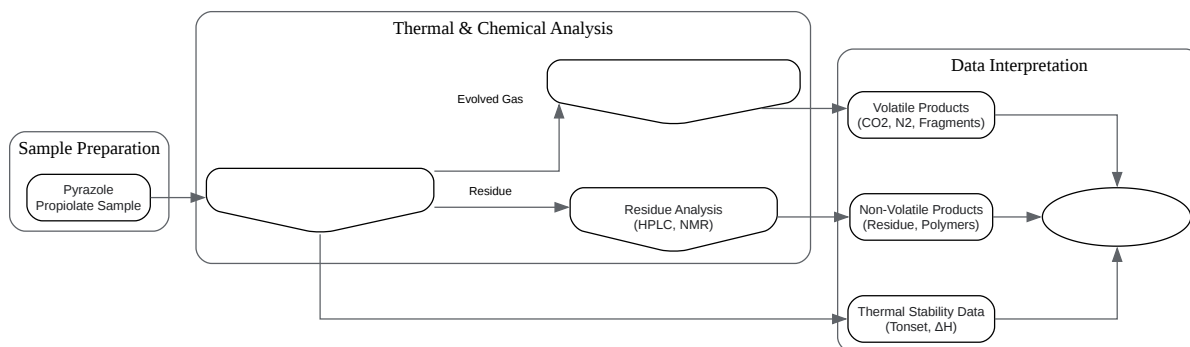 Thermal & Chemical Analysis
Data Interpretation
Evolved Gas
Volatile Products
(CO2, N2, Fragments)
Sample Preparation
Pyrazole
Propiolate Sample
Residue
Residue Analysis
(HPLC, NMR)
Non-Volatile Products
(Residue, Polymers)
Thermal Stability Data
(Tonset, ΔH)